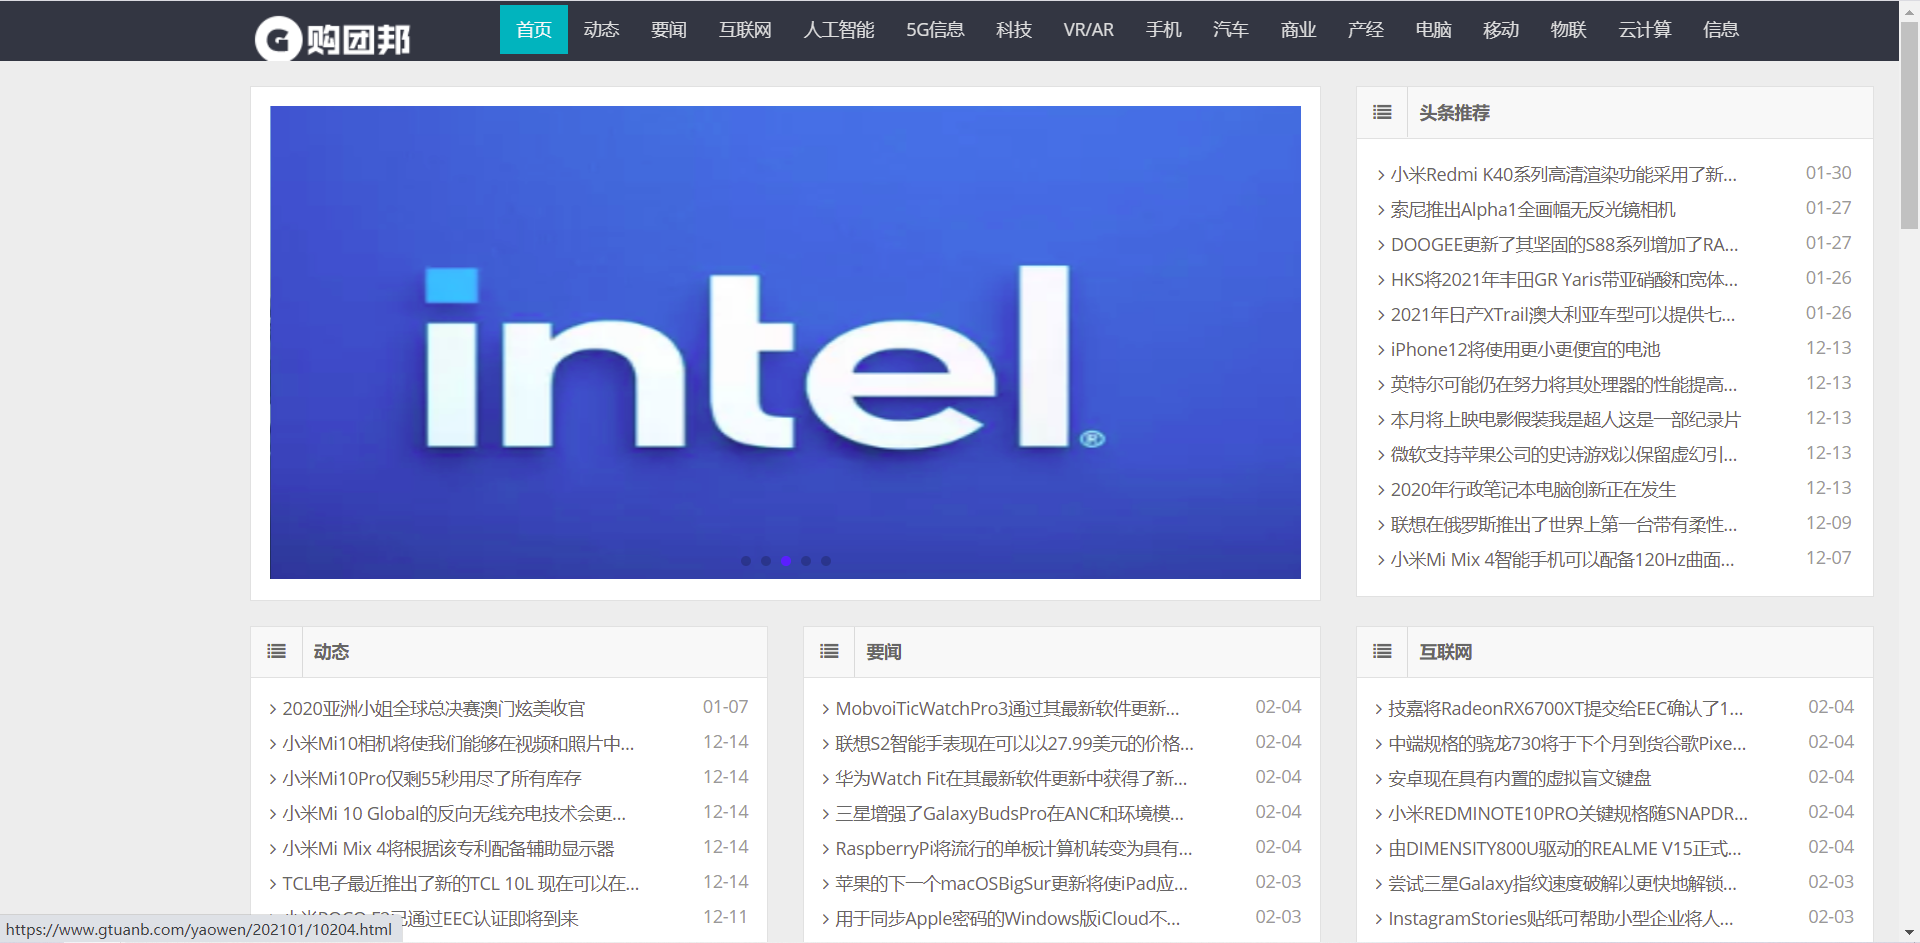 购团邦
首页 动态 要闻 互联网 人工智能 5G信息 科技 VR/AR 手机 汽车 商业 产经 电脑 移动 物联 云计算 信息
intel®
头条推荐
小米Redmi K40系列高清渲染功能采用了新... 01-30
索尼推出Alpha1全画幅无反光镜相机 01-27
DOOGEE更新了其坚固的S88系列增加了RA... 01-27
HKS将2021年丰田GR Yaris带亚硝酸和宽体... 01-26
2021年日产XTrail澳大利亚车型可以提供七... 01-26
iPhone12将使用更小更便宜的电池 12-13
英特尔可能仍在努力将其处理器的性能提高... 12-13
本月将上映电影假装我是超人这是一部纪录片 12-13
微软支持苹果公司的史诗游戏以保留虚幻引... 12-13
2020年行政笔记本电脑创新正在发生 12-13
联想在俄罗斯推出了世界上第一台带有柔性... 12-09
小米Mi Mix 4智能手机可以配备120Hz曲面... 12-07
动态
2020亚洲小姐全球总决赛澳门炫美收官 01-07
小米Mi10相机将使我们能够在视频和照片中... 12-14
小米Mi10Pro仅剩55秒用尽了所有库存 12-14
小米Mi 10 Global的反向无线充电技术会更... 12-14
小米Mi Mix 4将根据该专利配备辅助显示器 12-14
TCL电子最近推出了新的TCL 10L 现在可以在... 12-14
小米POCO F2已通过EEC认证即将到来 12-11
要闻
MobvoiTicWatchPro3通过其最新软件更新... 02-04
联想S2智能手表现在可以以27.99美元的价格... 02-04
华为Watch Fit在其最新软件更新中获得了新... 02-04
三星增强了GalaxyBudsPro在ANC和环境模... 02-04
RaspberryPi将流行的单板计算机转变为具有... 02-04
苹果的下一个macOSBigSur更新将使iPad应... 02-03
用于同步Apple密码的Windows版iCloud不... 02-03
互联网
技嘉将RadeonRX6700XT提交给EEC确认了1... 02-04
中端规格的骁龙730将于下个月到货谷歌Pixe... 02-04
安卓现在具有内置的虚拟盲文键盘 02-04
小米REDMINOTE10PRO关键规格随SNAPDR... 02-04
由DIMENSITY800U驱动的REALME V15正式... 02-04
尝试三星Galaxy指纹速度破解以更快地解锁... 02-03
InstagramStories贴纸可帮助小型企业将人... 02-03
https://www.gtuanb.com/yaowen/202101/10204.html